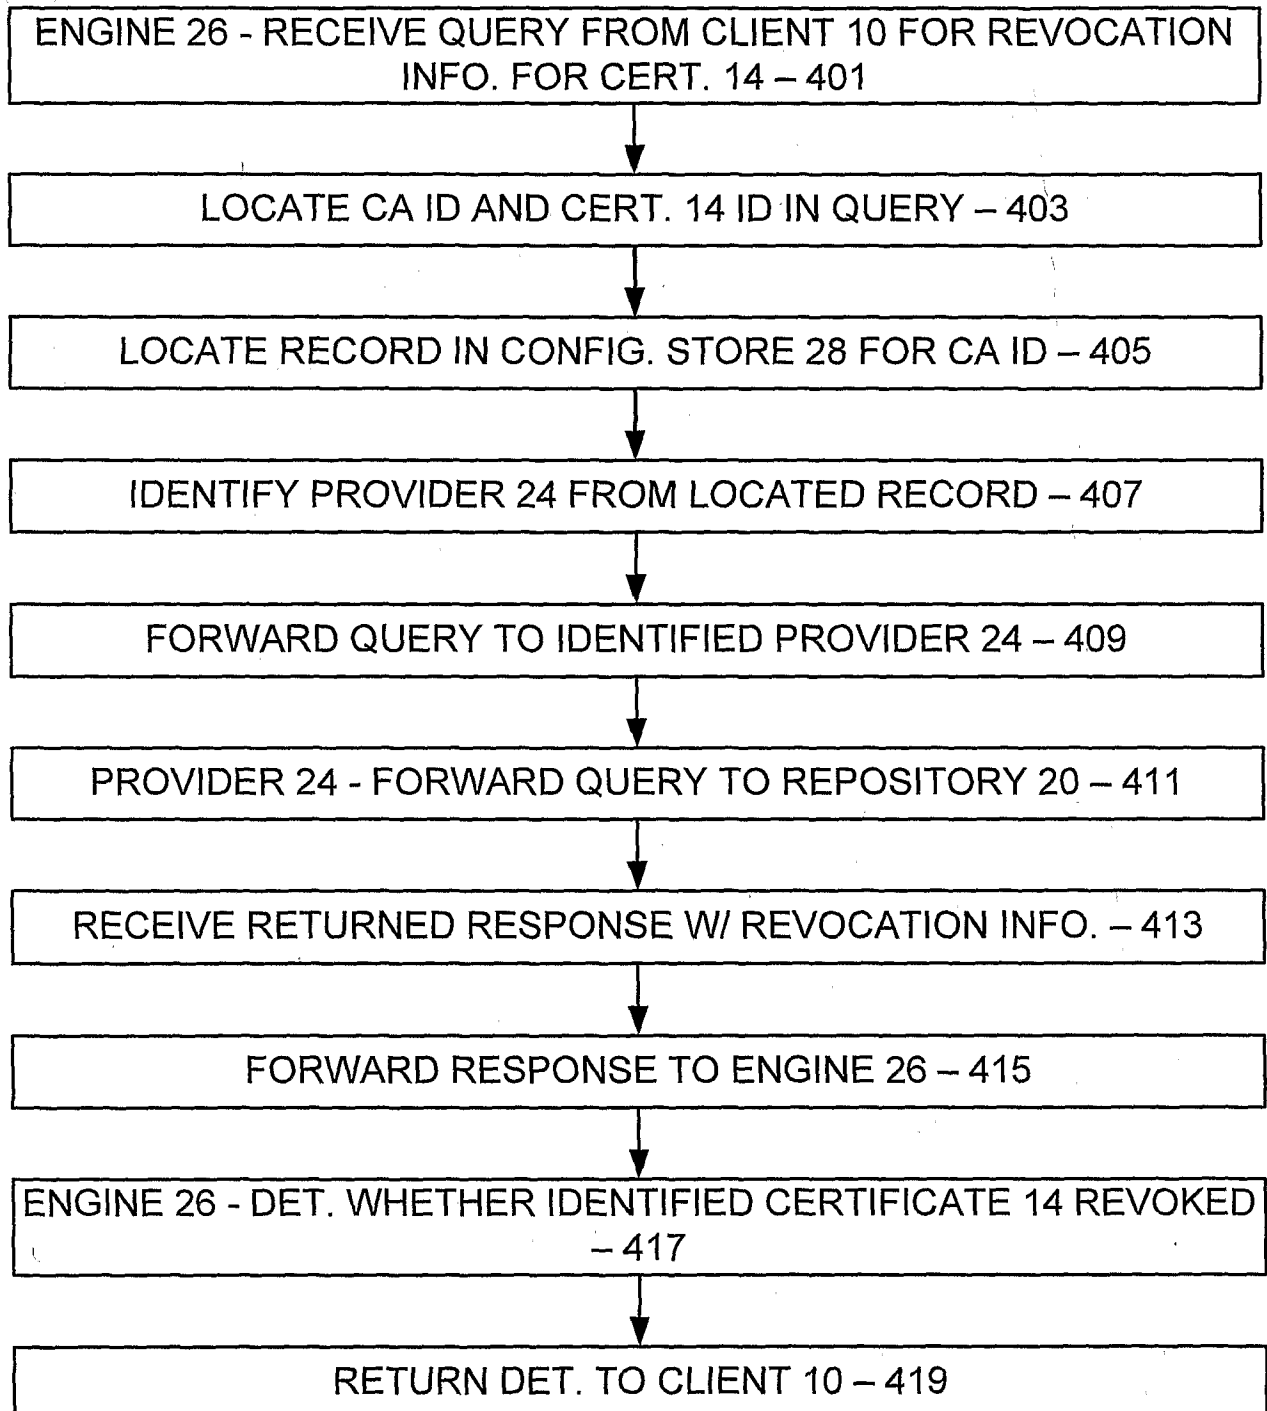 ENGINE 26 - RECEIVE QUERY FROM CLIENT 10 FOR REVOCATION
INFO. FOR CERT. 14 – 401
LOCATE CA ID AND CERT. 14 ID IN QUERY – 403
LOCATE RECORD IN CONFIG. STORE 28 FOR CA ID – 405
IDENTIFY PROVIDER 24 FROM LOCATED RECORD – 407
FORWARD QUERY TO IDENTIFIED PROVIDER 24 – 409
PROVIDER 24 - FORWARD QUERY TO REPOSITORY 20 – 411
RECEIVE RETURNED RESPONSE W/ REVOCATION INFO. – 413
FORWARD RESPONSE TO ENGINE 26 – 415
ENGINE 26 - DET. WHETHER IDENTIFIED CERTIFICATE 14 REVOKED
– 417
RETURN DET. TO CLIENT 10 – 419